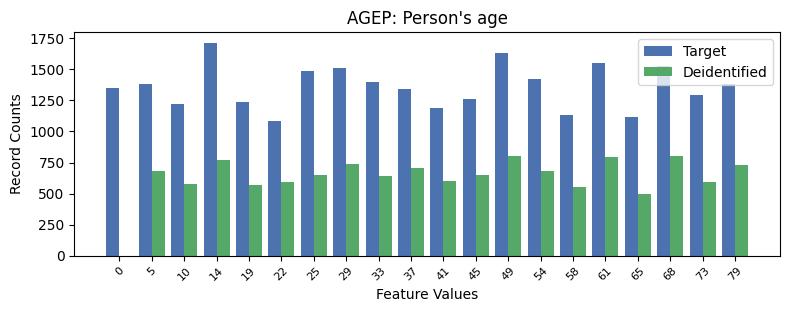 AGEP: Person's age
Target
Deidentified
Record Counts
1750
1500
1250
1000
750
500
250
0
0 5 10 14 19 22 25 29 33 37 41 45 49 54 58 61 65 68 73 79
Feature Values